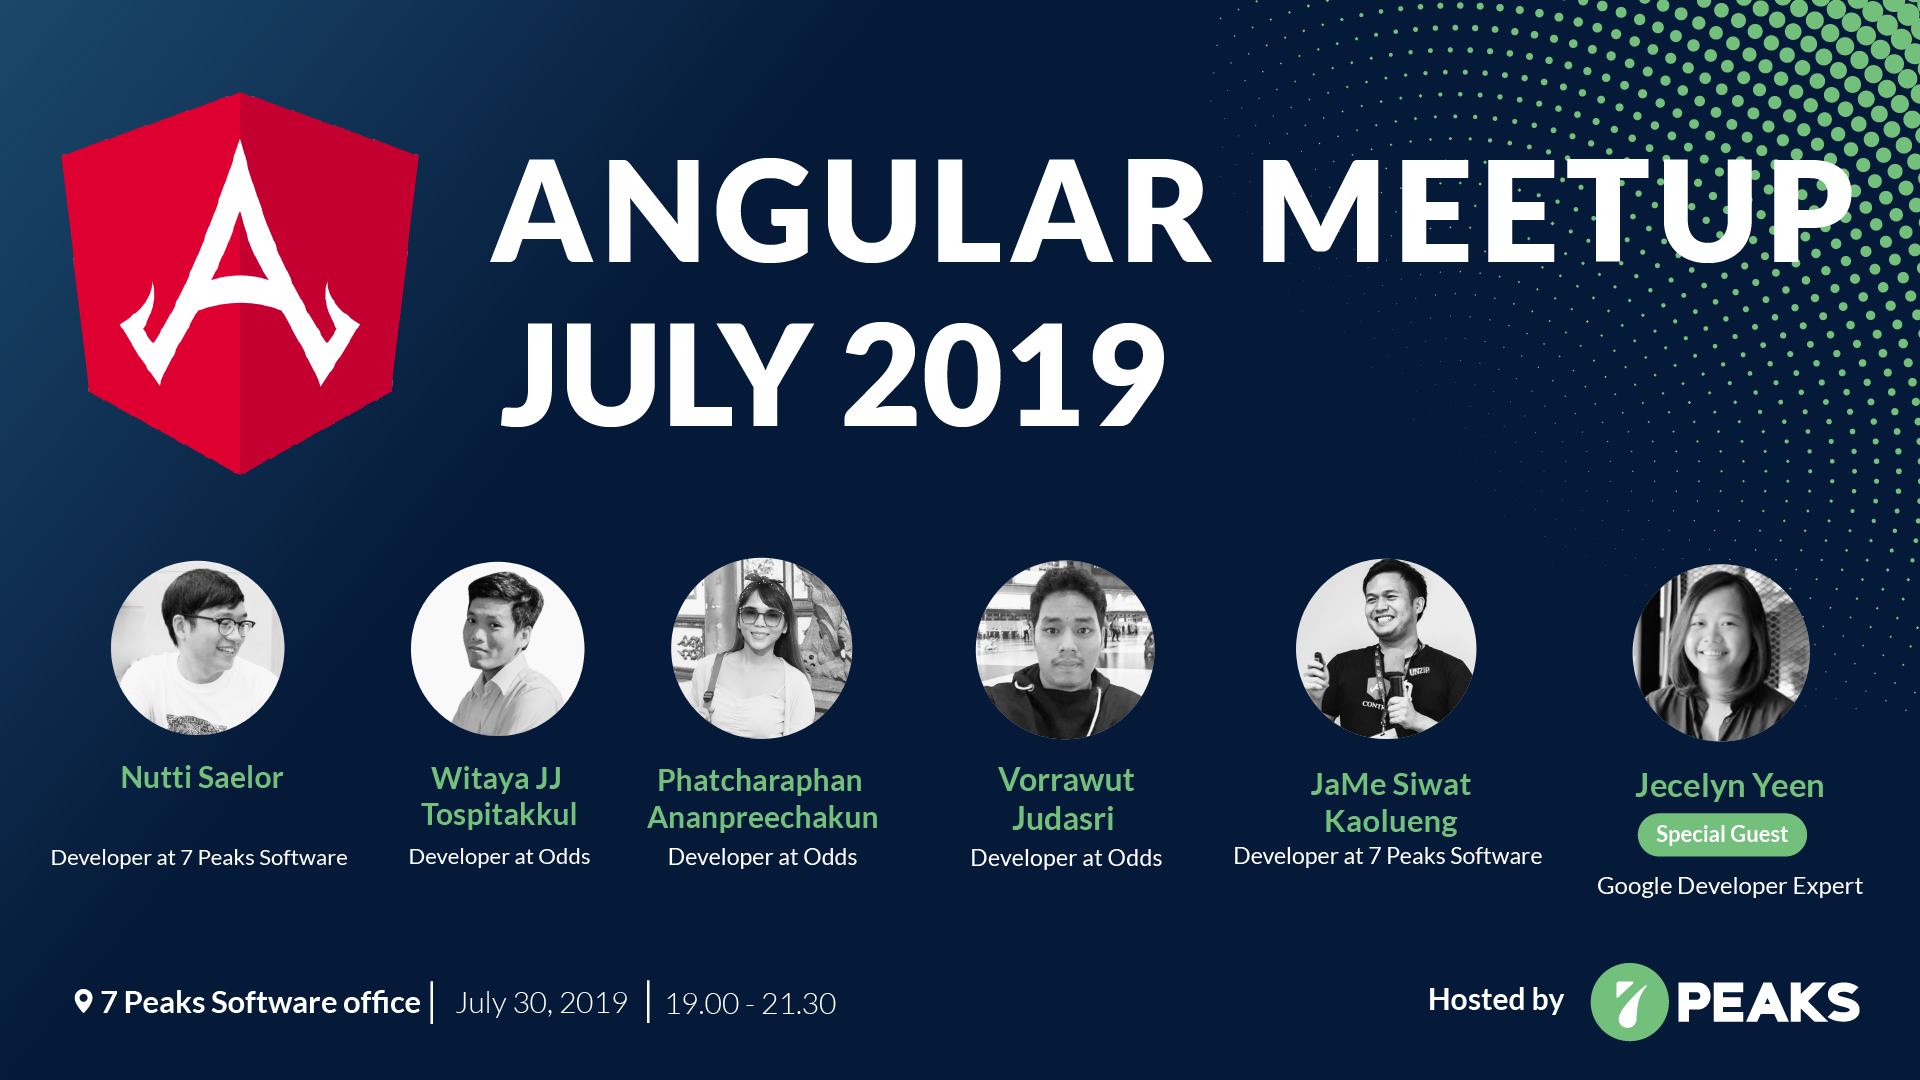 ANGULAR MEETUP
JULY 2019
UNZIP
Nutti Saelor
Developer at 7 Peaks Software
Witaya JJ
Tospitakkul
Developer at Odds
Phatcharaphan
Ananpreechakun
Developer at Odds
Vorrawut
Judasri
Developer at Odds
JaMe Siwat
Kaolueng
Developer at 7 Peaks Software
Jecelyn Yeen
Special Guest
Google Developer Expert
7 Peaks Software office | July 30, 2019 | 19.00 - 21.30
Hosted by 7 PEAKS